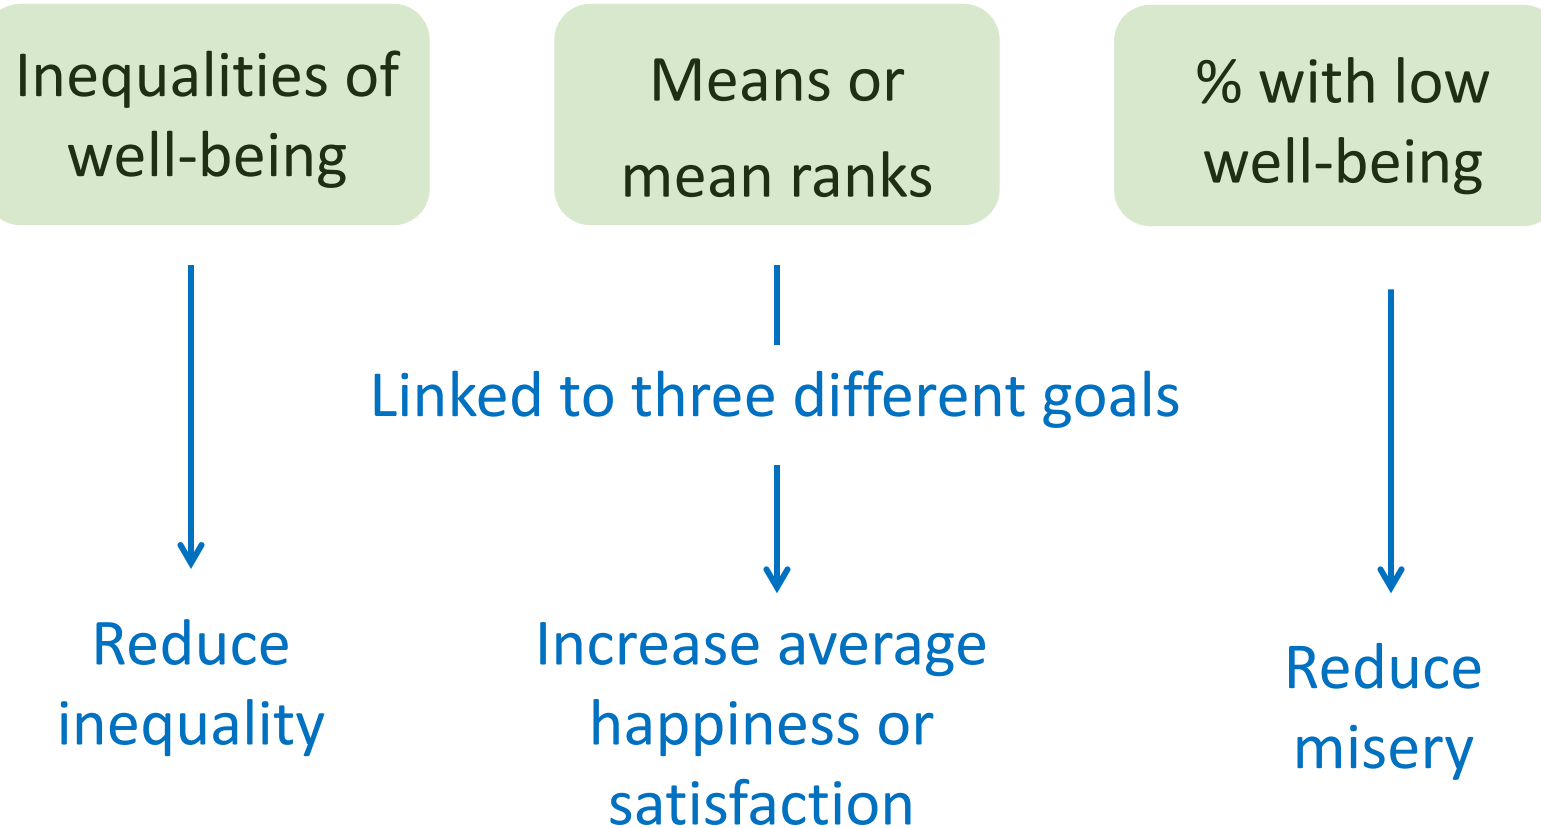 Inequalities of
well-being
Means or
mean ranks
% with low
well-being
Linked to three different goals
Reduce
inequality
Increase average
happiness or
satisfaction
Reduce
misery